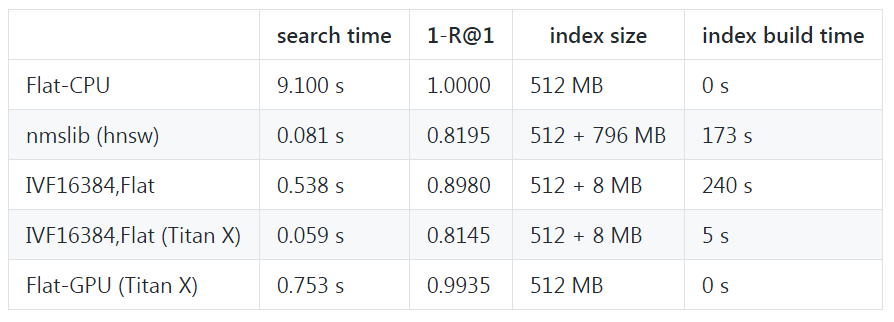 search time 1-R@1 index size index build time
Flat-CPU 9.100 s 1.0000 512 MB 0 s
nmslib (hnsw) 0.081 s 0.8195 512 + 796 MB 173 s
IVF16384,Flat 0.538 s 0.8980 512 + 8 MB 240 s
IVF16384,Flat (Titan X) 0.059 s 0.8145 512 + 8 MB 5 s
Flat-GPU (Titan X) 0.753 s 0.9935 512 MB 0 s